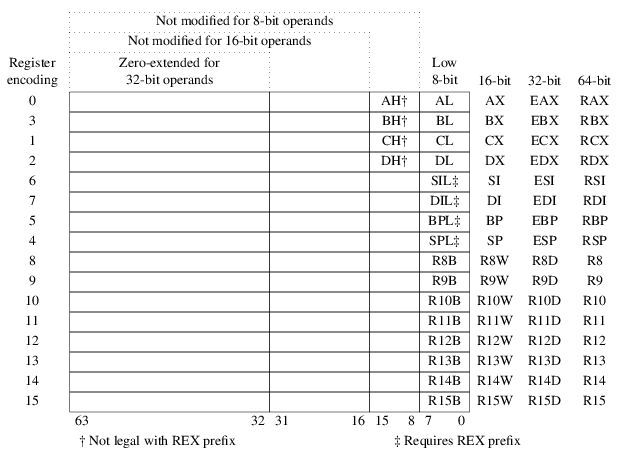 Not modified for 8-bit operands
Not modified for 16-bit operands
Register encoding
Zero-extended for 32-bit operands
Low 8-bit
16-bit 32-bit 64-bit
0 AH† AL AX EAX RAX
3 BH† BL BX EBX RBX
1 CH† CL CX ECX RCX
2 DH† DL DX EDX RDX
6 SIL‡ SI ESI RSI
7 DIL‡ DI EDI RDI
5 BPL‡ BP EBP RBP
4 SPL‡ SP ESP RSP
8 R8B R8W R8D R8
9 R9B R9W R9D R9
10 R10B R10W R10D R10
11 R11B R11W R11D R11
12 R12B R12W R12D R12
13 R13B R13W R13D R13
14 R14B R14W R14D R14
15 R15B R15W R15D R15
63 32 31 16 15 8 7 0
† Not legal with REX prefix ‡ Requires REX prefix